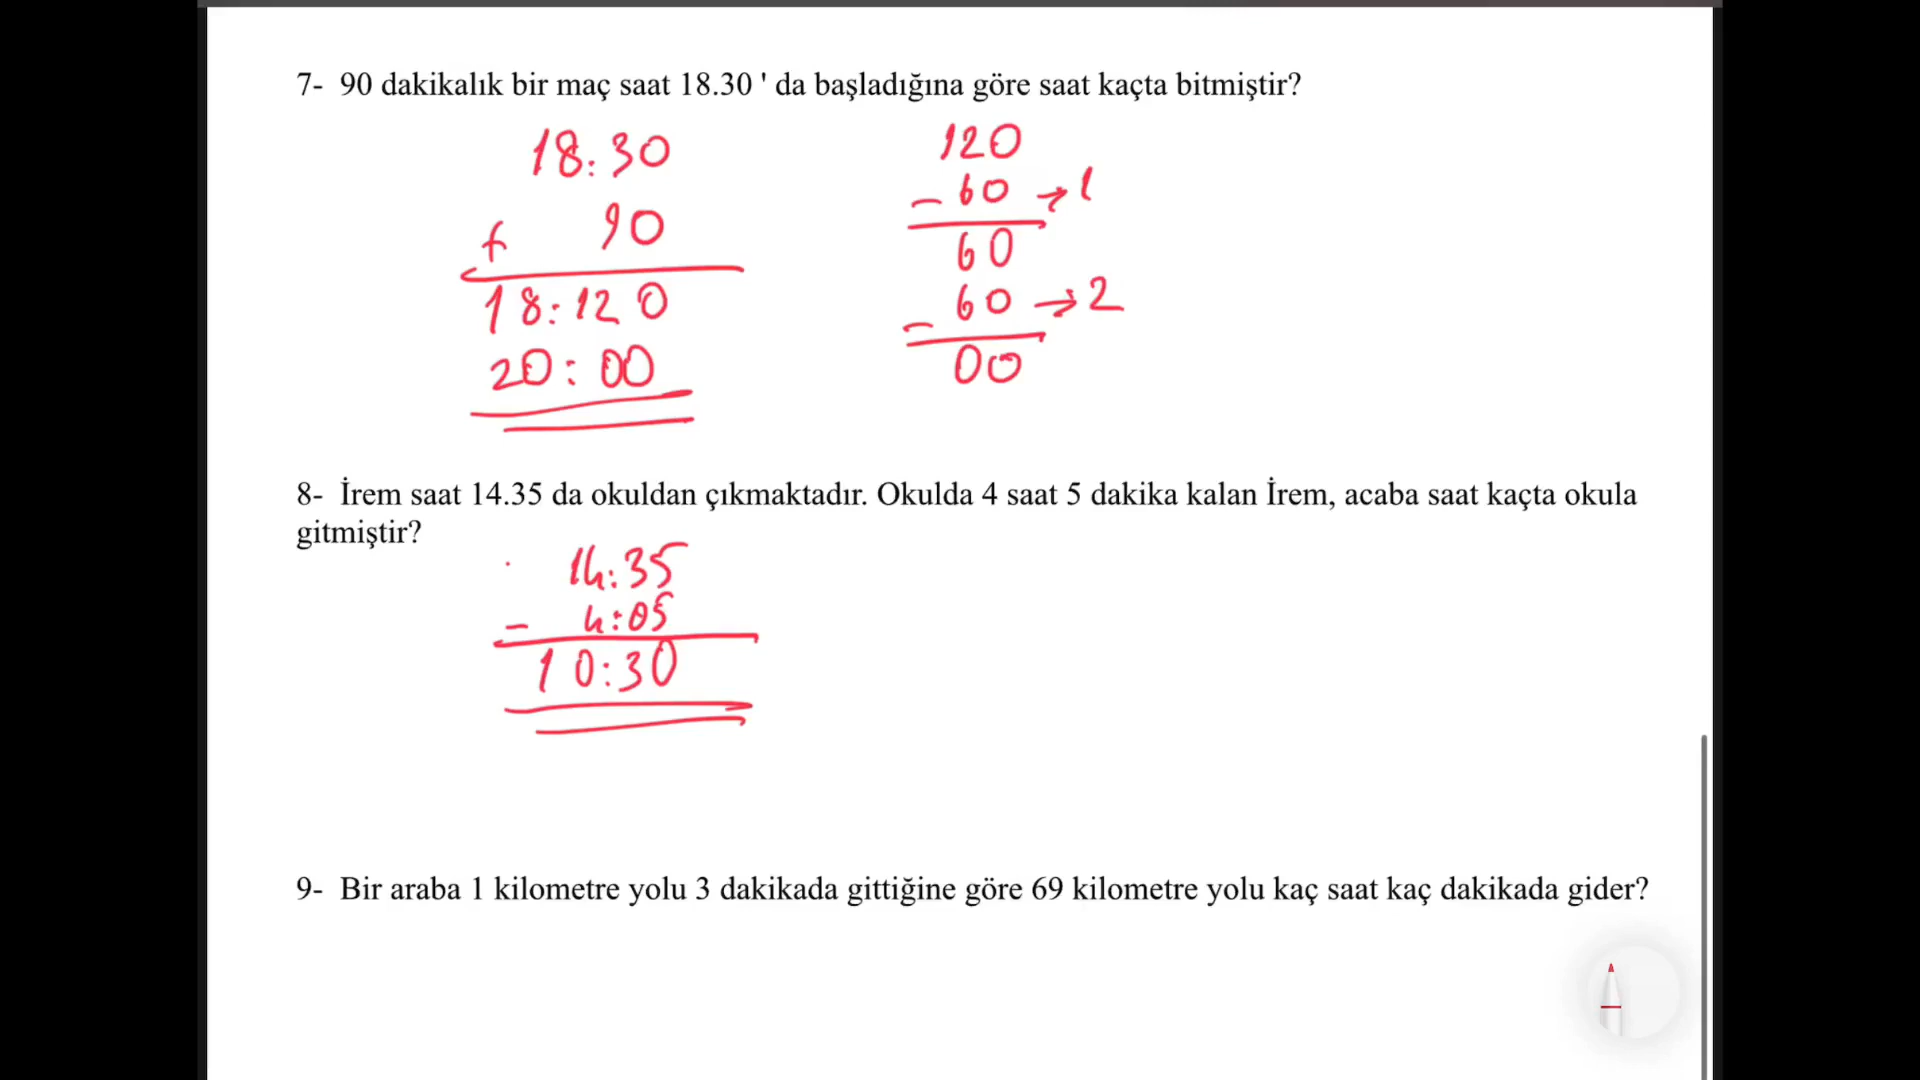 7- 90 dakikalık bir maç saat 18.30 ' da başladığına göre saat kaçta bitmiştir?
18:30
+ 90
18:120
20:00
120
- 60 → 1
60
- 60 → 2
00
8- İrem saat 14.35 da okuldan çıkmaktadır. Okulda 4 saat 5 dakika kalan İrem, acaba saat kaçta okula
gitmiştir?
14:35
- 4:05
10:30
9- Bir araba 1 kilometre yolu 3 dakikada gittiğine göre 69 kilometre yolu kaç saat kaç dakikada gider?